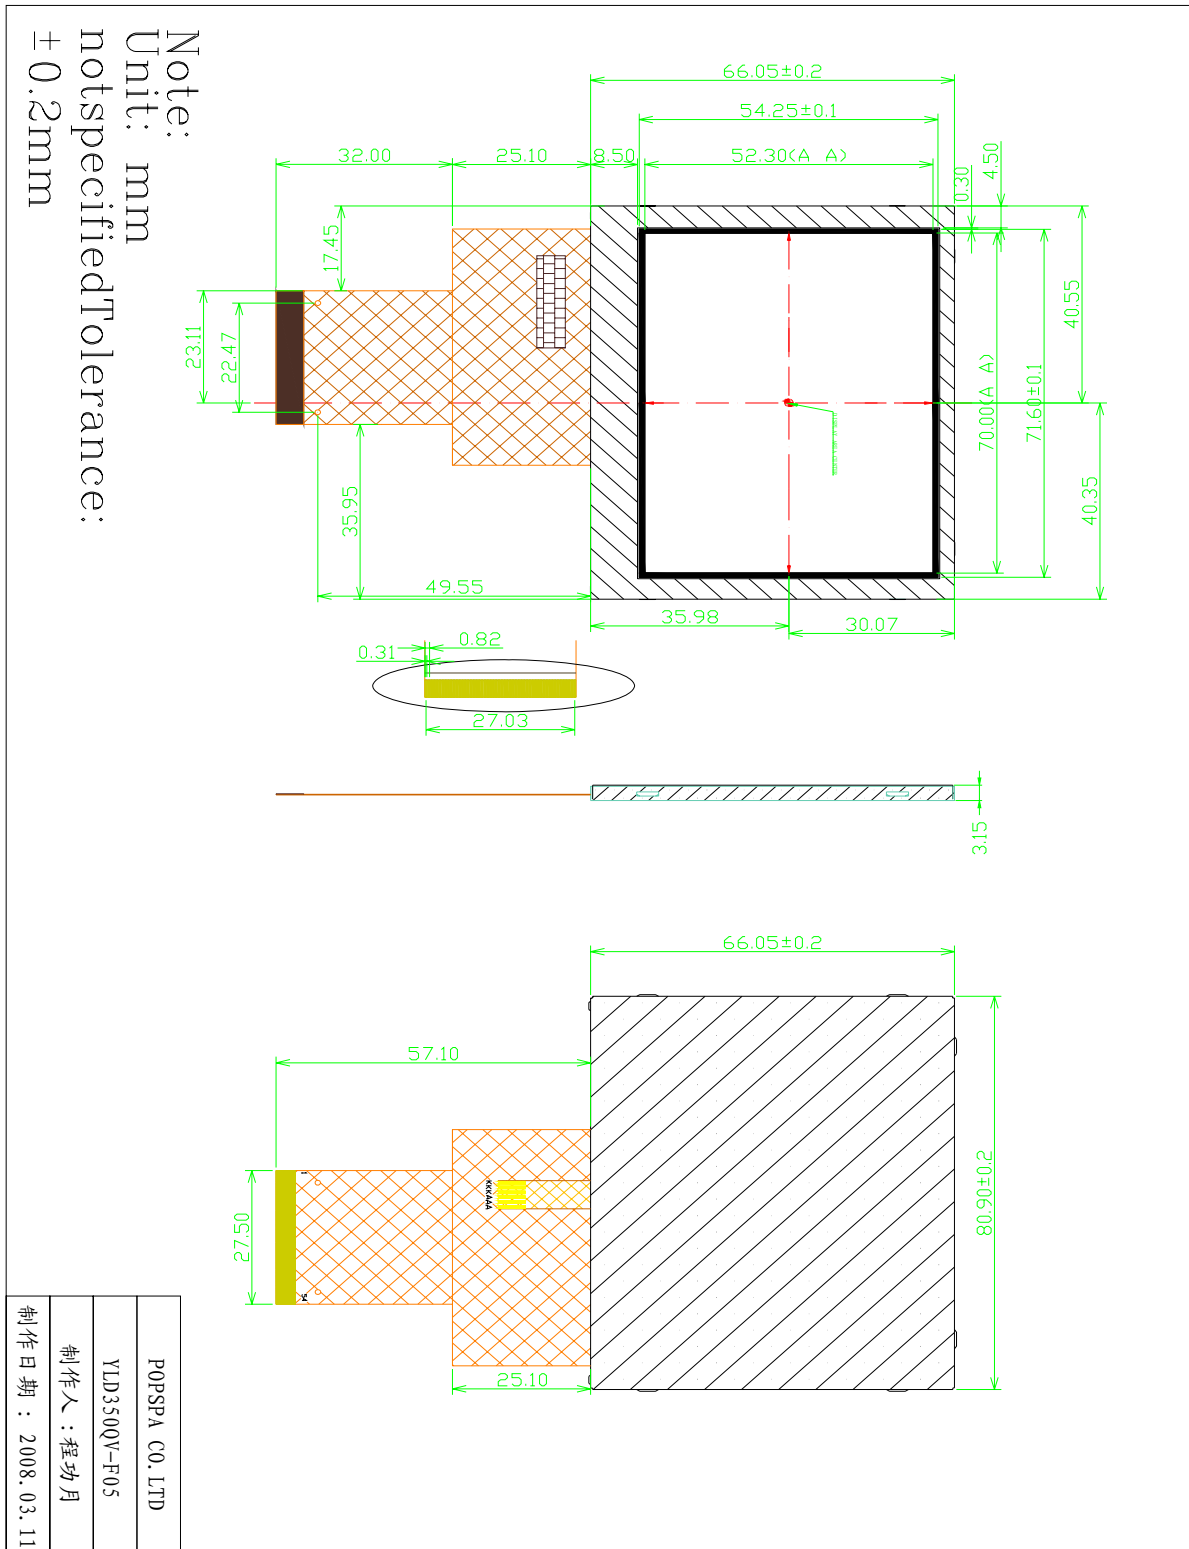 Note:
Unit: mm
notspecifiedTolerance:
±0.2mm
66.05±0.2
54.25±0.1
32.00
25.10
8.50
52.30(A A)
0.30
4.50
17.45
40.55
23.11
22.47
70.00(A A)
71.60±0.1
35.95
40.35
49.55
35.98
30.07
0.82
0.31
27.03
3.15
66.05±0.2
57.10
80.90±0.2
KKKAAA
1
27.50
54
25.10
POPSPA CO.LTD
YLD350QV-F05
制作人:程功月
制作日期: 2008.03.11